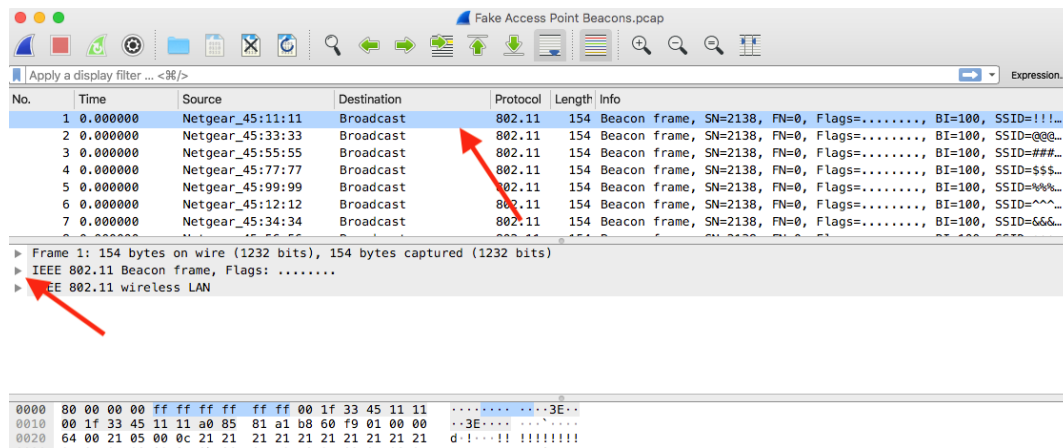 Fake Access Point Beacons.pcap
Apply a display filter ... <⌘/>
Expression...
No. Time Source Destination Protocol Length Info
1 0.000000 Netgear_45:11:11 Broadcast 802.11 154 Beacon frame, SN=2138, FN=0, Flags=........, BI=100, SSID=!!!…
2 0.000000 Netgear_45:33:33 Broadcast 802.11 154 Beacon frame, SN=2138, FN=0, Flags=........, BI=100, SSID=@@@…
3 0.000000 Netgear_45:55:55 Broadcast 802.11 154 Beacon frame, SN=2138, FN=0, Flags=........, BI=100, SSID=###…
4 0.000000 Netgear_45:77:77 Broadcast 802.11 154 Beacon frame, SN=2138, FN=0, Flags=........, BI=100, SSID=$$$…
5 0.000000 Netgear_45:99:99 Broadcast 802.11 154 Beacon frame, SN=2138, FN=0, Flags=........, BI=100, SSID=%%%…
6 0.000000 Netgear_45:12:12 Broadcast 802.11 154 Beacon frame, SN=2138, FN=0, Flags=........, BI=100, SSID=^^^…
7 0.000000 Netgear_45:34:34 Broadcast 802.11 154 Beacon frame, SN=2138, FN=0, Flags=........, BI=100, SSID=&&&…
Frame 1: 154 bytes on wire (1232 bits), 154 bytes captured (1232 bits)
IEEE 802.11 Beacon frame, Flags: ........
IEEE 802.11 wireless LAN
0000 80 00 00 00 ff ff ff ff ff ff 00 1f 33 45 11 11 ········ ····3E··
0010 00 1f 33 45 11 11 a0 85 81 a1 b8 60 f9 01 00 00 ··3E···· ···`····
0020 64 00 21 05 00 0c 21 21 21 21 21 21 21 21 21 21 d·!···!! !!!!!!!!